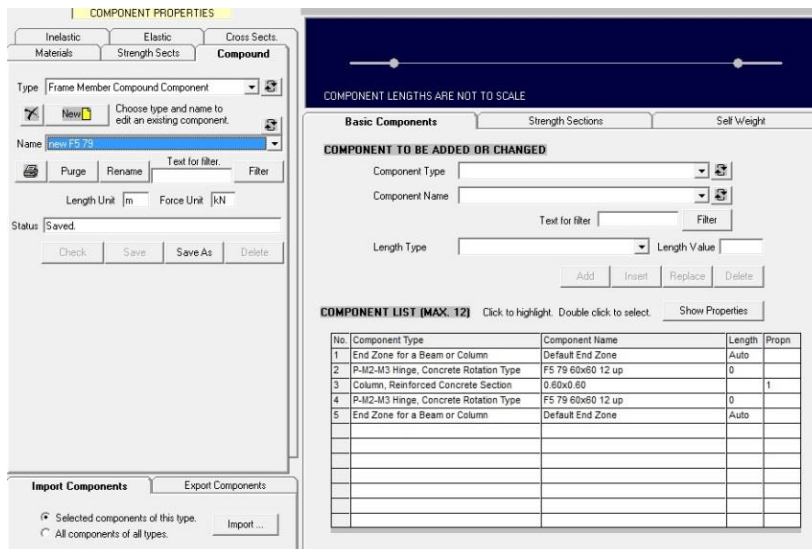 COMPONENT PROPERTIES
Inelastic Elastic Cross Sects.
Materials Strength Sects Compound
Type Frame Member Compound Component
New Choose type and name to
edit an existing component.
Name new F5 79
Purge Rename Text for filter. Filter
Length Unit m Force Unit kN
Status Saved.
Check Save Save As Delete
Import Components Export Components
Selected components of this type.
All components of all types.
Import ...
COMPONENT LENGTHS ARE NOT TO SCALE
Basic Components Strength Sections Self Weight
COMPONENT TO BE ADDED OR CHANGED
Component Type
Component Name
Text for filter Filter
Length Type Length Value
Add Insert Replace Delete
COMPONENT LIST (MAX. 12) Click to highlight. Double click to select. Show Properties
No. Component Type Component Name Length Propn
1 End Zone for a Beam or Column Default End Zone Auto
2 P-M2-M3 Hinge, Concrete Rotation Type F5 79 60x60 12 up 0
3 Column, Reinforced Concrete Section 0.60x0.60 1
4 P-M2-M3 Hinge, Concrete Rotation Type F5 79 60x60 12 up 0
5 End Zone for a Beam or Column Default End Zone Auto